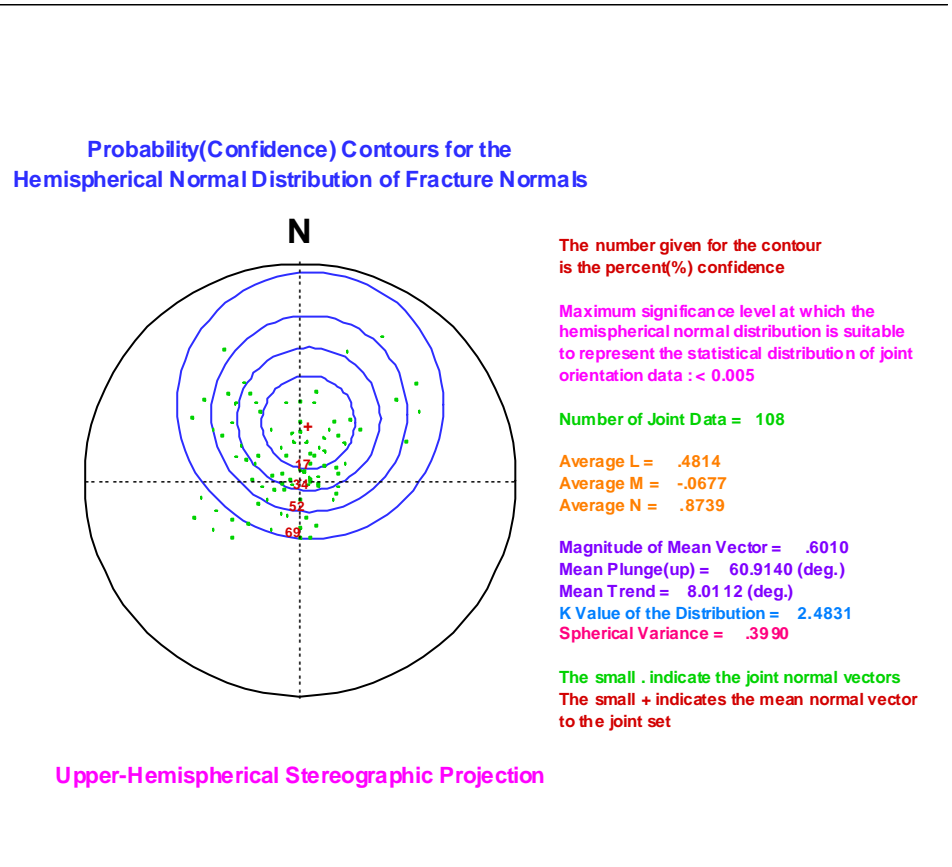 Probability(Confidence) Contours for the
Hemispherical Normal Distribution of Fracture Normals
N
The number given for the contour
is the percent(%) confidence
Maximum significance level at which the
hemispherical normal distribution is suitable
to represent the statistical distribution of joint
orientation data : < 0.005
Number of Joint Data = 108
Average L = .4814
Average M = -.0677
Average N = .8739
Magnitude of Mean Vector = .6010
Mean Plunge(up) = 60.9140 (deg.)
Mean Trend = 8.0112 (deg.)
K Value of the Distribution = 2.4831
Spherical Variance = .3990
The small . indicate the joint normal vectors
The small + indicates the mean normal vector
to the joint set
17
34
52
69
Upper-Hemispherical Stereographic Projection